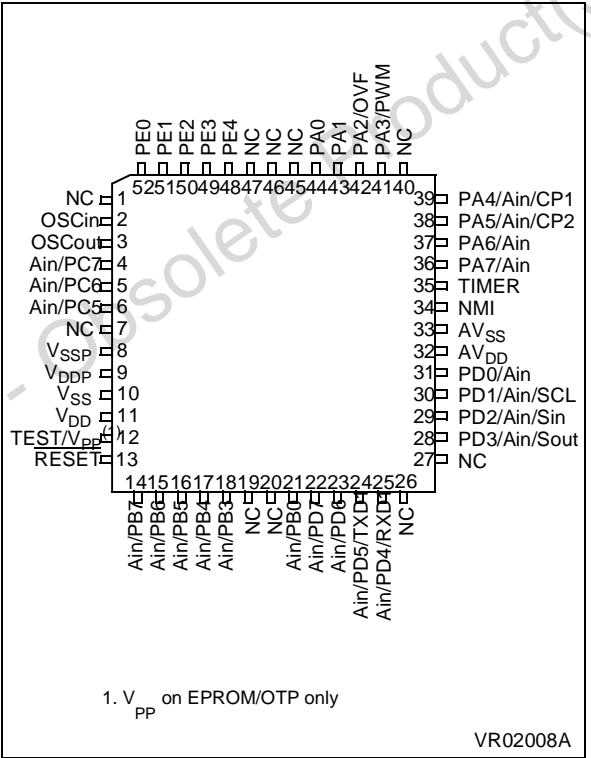 - Obsolete Product(
PE0
PE1
PE2
PE3
PE4
NC
NC
NC
PA0
PA1
PA2/OVF
PA3/PWM
NC
52 51 50 49 48 47 46 45 44 43 42 41 40
NC 1
OSCin 2
OSCout 3
Ain/PC7 4
Ain/PC6 5
Ain/PC5 6
NC 7
VSSP 8
VDDP 9
VSS 10
VDD 11
TEST/VPP(1) 12
RESET 13
39 PA4/Ain/CP1
38 PA5/Ain/CP2
37 PA6/Ain
36 PA7/Ain
35 TIMER
34 NMI
33 AVSS
32 AVDD
31 PD0/Ain
30 PD1/Ain/SCL
29 PD2/Ain/Sin
28 PD3/Ain/Sout
27 NC
14 15 16 17 18 19 20 21 22 23 24 25 26
Ain/PB7
Ain/PB6
Ain/PB5
Ain/PB4
Ain/PB3
NC
NC
Ain/PB0
Ain/PD7
Ain/PD6
Ain/PD5/TXD1
Ain/PD4/RXD1
NC
1. VPP on EPROM/OTP only
VR02008A